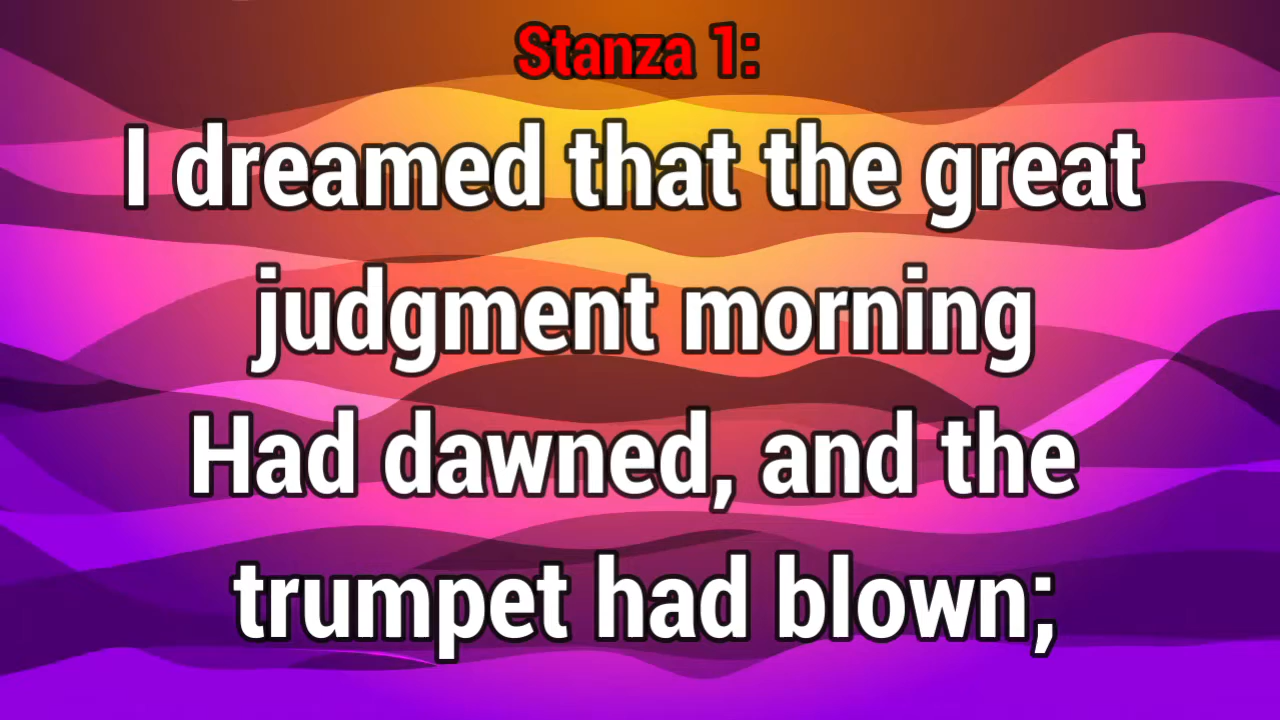 Stanza 1:
I dreamed that the great
judgment morning
Had dawned, and the
trumpet had blown;